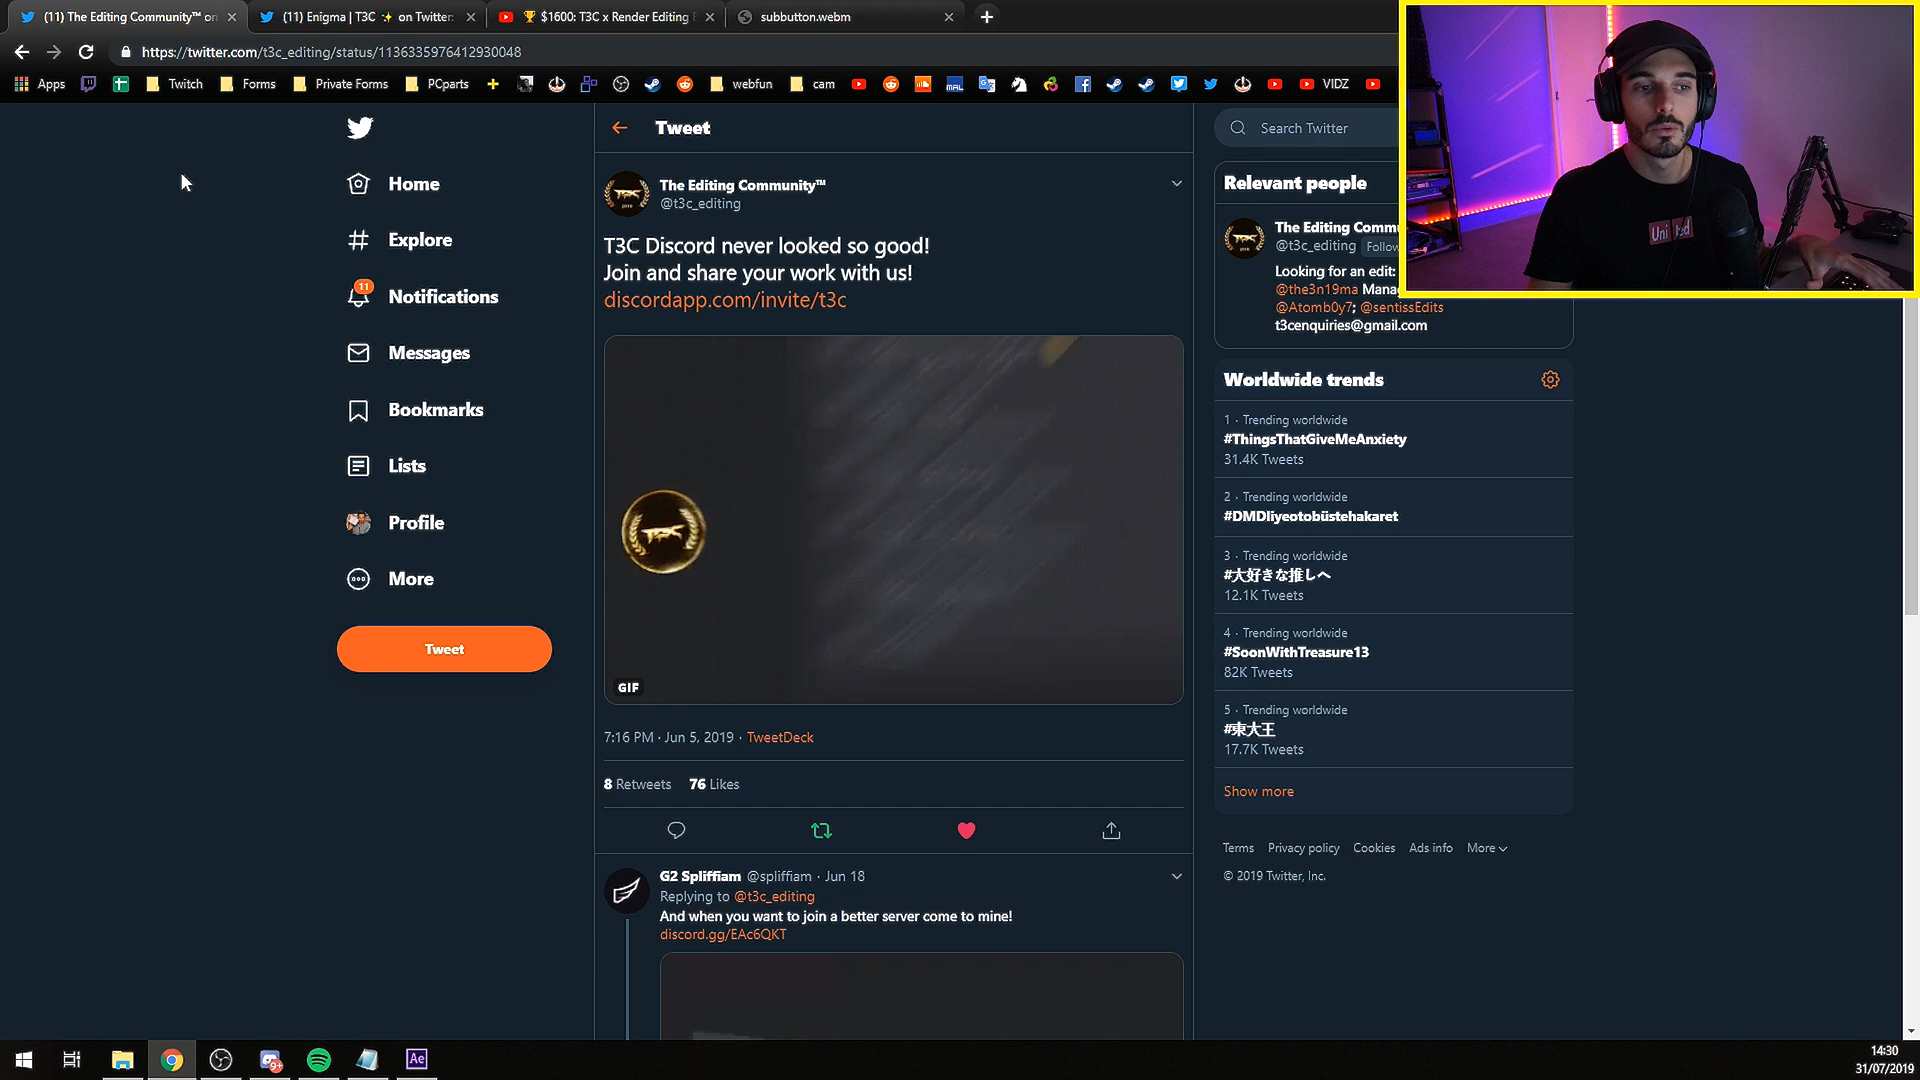 (11) The Editing Community™ on
(11) Enigma | T3C ✨ on Twitter:
🏆 $1600: T3C x Render Editing
subbutton.webm
https://twitter.com/t3c_editing/status/1136335976412930048
Apps
Twitch
Forms
Private Forms
PCparts
webfun
cam
MAL
VIDZ
Home
Explore
11
Notifications
Messages
Bookmarks
Lists
Profile
More
Tweet
Tweet
The Editing Community™
@t3c_editing
T3C Discord never looked so good!
Join and share your work with us!
discordapp.com/invite/t3c
GIF
7:16 PM · Jun 5, 2019 · TweetDeck
8 Retweets 76 Likes
G2 Spliffiam @spliffiam · Jun 18
Replying to @t3c_editing
And when you want to join a better server come to mine!
discord.gg/EAc6QKT
Search Twitter
Relevant people
The Editing Commu
@t3c_editing Follow
Looking for an edit:
@the3n19ma Mana
@Atomb0y7; @sentissEdits
t3cenquiries@gmail.com
Worldwide trends
1 · Trending worldwide
#ThingsThatGiveMeAnxiety
31.4K Tweets
2 · Trending worldwide
#DMDliyeotobüstehakaret
3 · Trending worldwide
#大好きな推しへ
12.1K Tweets
4 · Trending worldwide
#SoonWithTreasure13
82K Tweets
5 · Trending worldwide
#東大王
17.7K Tweets
Show more
Terms Privacy policy Cookies Ads info More
© 2019 Twitter, Inc.
9+
Ae
14:30
31/07/2019